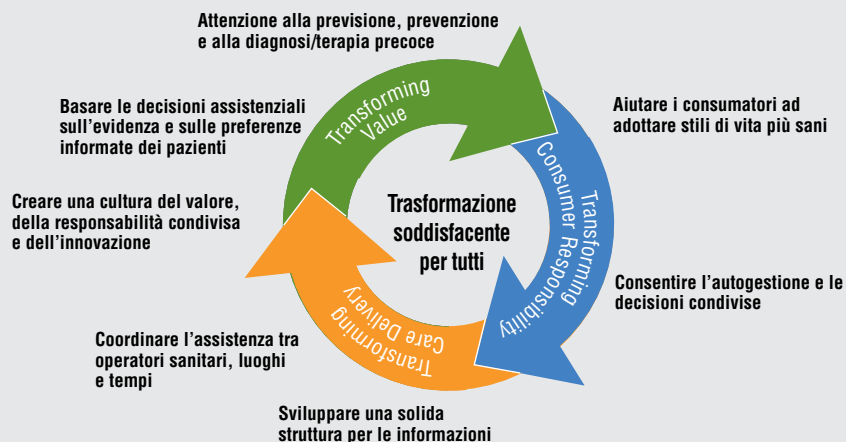 Attenzione alla previsione, prevenzione
e alla diagnosi/terapia precoce
Basare le decisioni assistenziali
sull'evidenza e sulle preferenze
informate dei pazienti
Creare una cultura del valore,
della responsabilità condivisa
e dell'innovazione
Coordinare l'assistenza tra
operatori sanitari, luoghi
e tempi
Sviluppare una solida
struttura per le informazioni
Aiutare i consumatori ad
adottare stili di vita più sani
Consentire l'autogestione e le
decisioni condivise
Transforming
Value
Transforming
Consumer Responsibility
Transforming
Care Delivery
Trasformazione
soddisfacente
per tutti